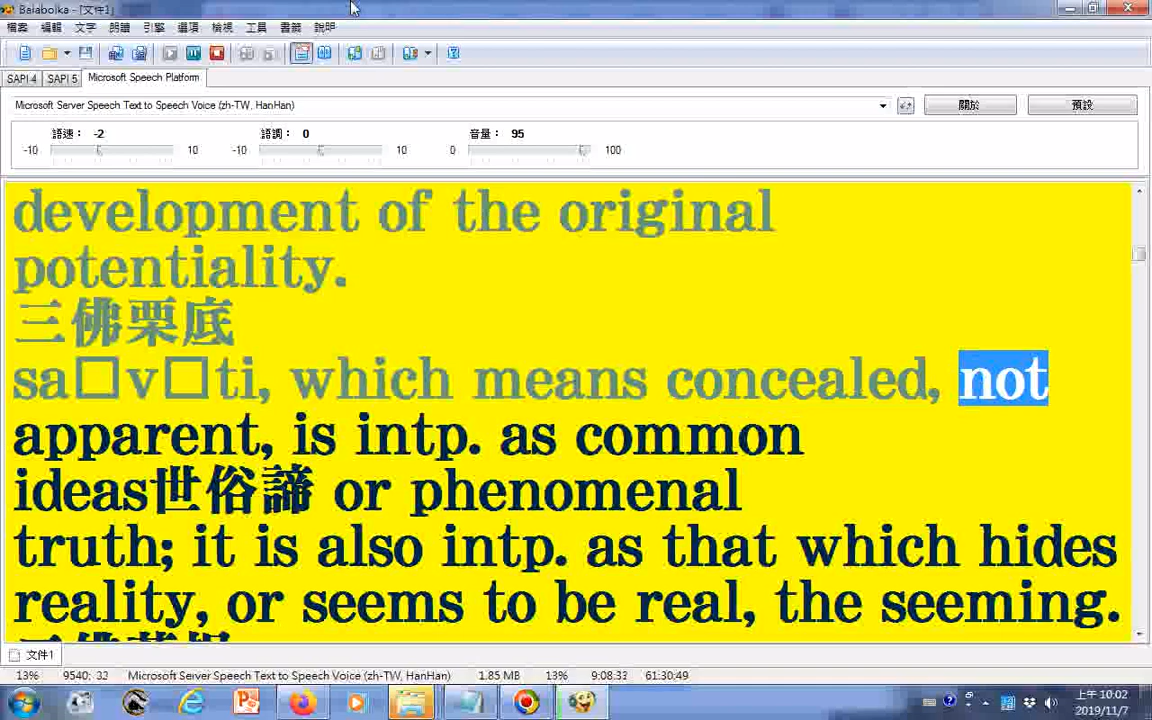 Balabolka - [文件1]
檔案 編輯 文字 朗讀 引擎 選項 檢視 工具 書籤 說明
SAPI 4 SAPI 5 Microsoft Speech Platform
Microsoft Server Speech Text to Speech Voice (zh-TW, HanHan) 關於 預設
語速： -2 語調： 0 音量： 95
-10 10 -10 10 0 100
development of the original
potentiality.
三佛栗底
sa□v□ti, which means concealed, not
apparent, is intp. as common
ideas世俗諦 or phenomenal
truth; it is also intp. as that which hides
reality, or seems to be real, the seeming.
文件1
13% 9540; 32 Microsoft Server Speech Text to Speech Voice (zh-TW, HanHan) 1.85 MB 13% 9:08:33 61:30:49
上午 10:02
2019/11/7